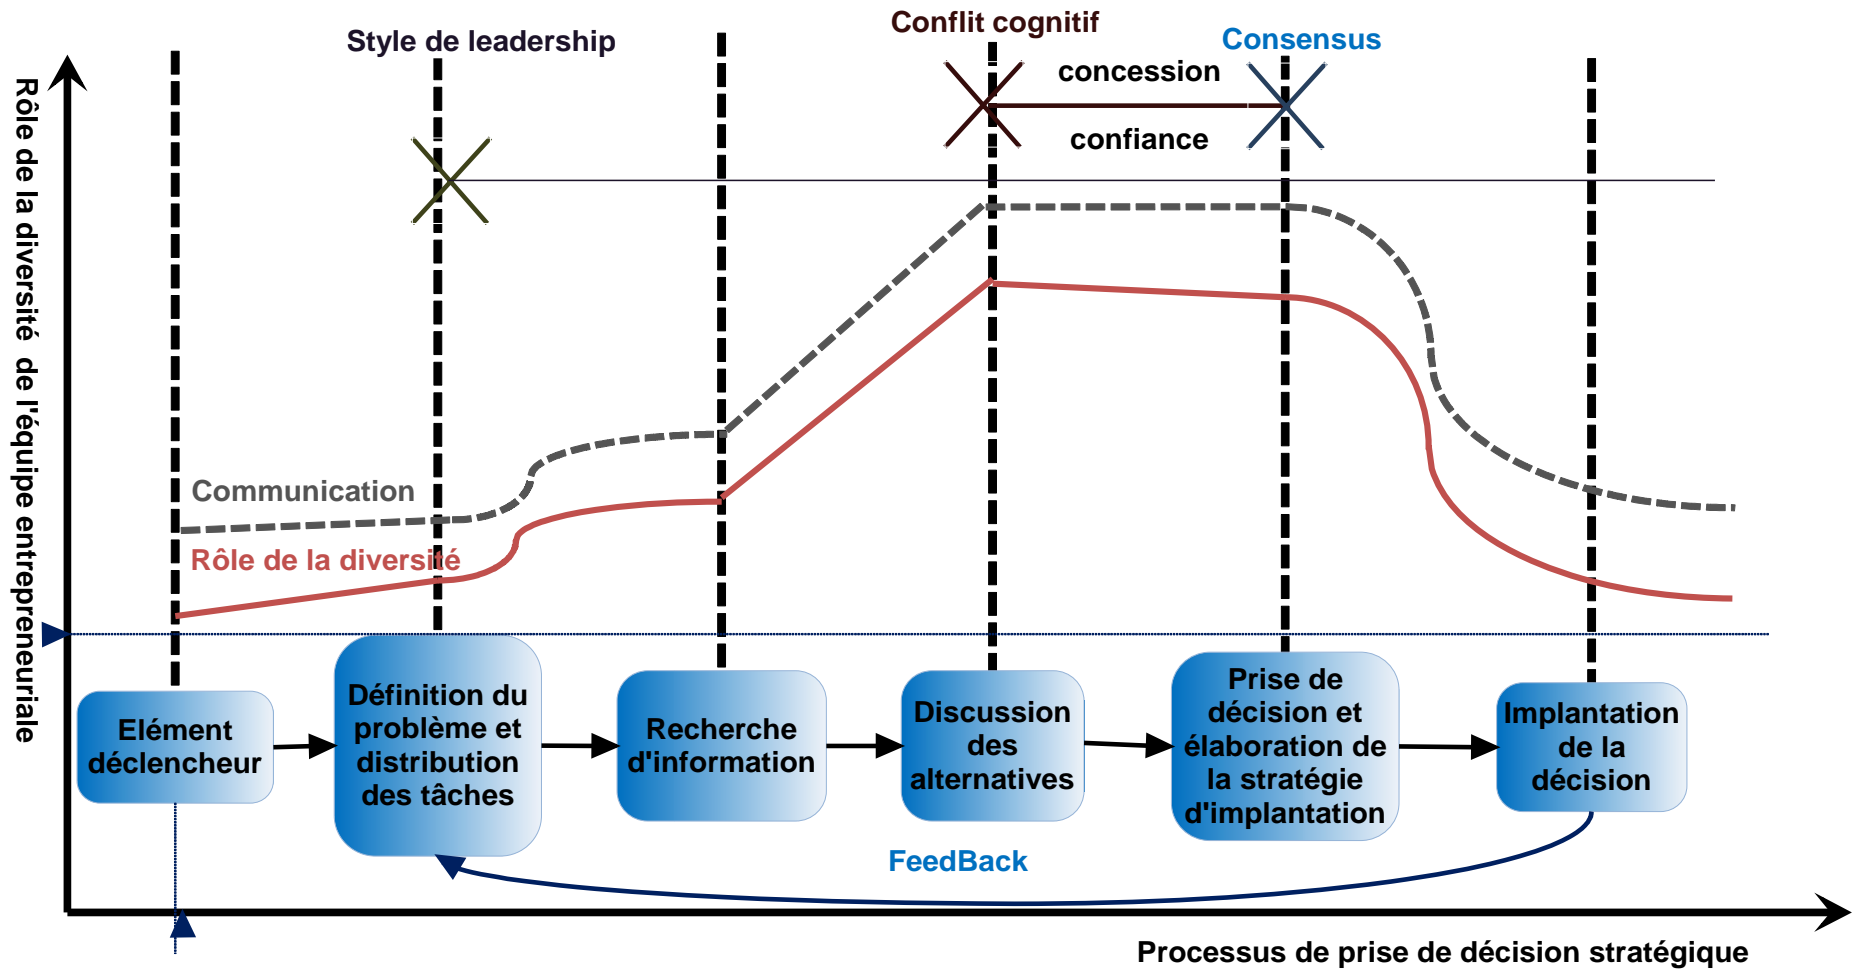 Conflit cognitif
Style de leadership
Consensus
concession
confiance
Rôle de la diversité de l'équipe entrepreneuriale
Communication
Rôle de la diversité
Elément
déclencheur
Définition du
problème et
distribution
des tâches
Recherche
d'information
Discussion
des
alternatives
Prise de
décision et
élaboration de
la stratégie
d'implantation
Implantation
de la
décision
FeedBack
Processus de prise de décision stratégique